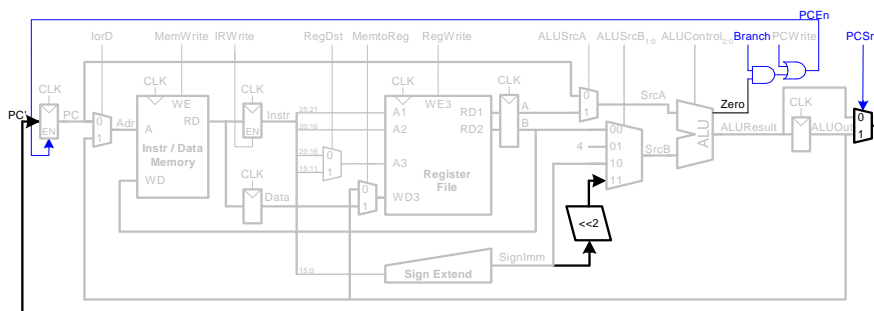 PCEn
IorD MemWrite IRWrite RegDst MemtoReg RegWrite ALUSrcA ALUSrcB1:0 ALUControl2:0 Branch PCWrite PCSr
CLK CLK CLK CLK CLK CLK
PC' PC EN 0 1 Adr A WE RD Instr / Data Memory WD
EN Instr CLK Data
25:21 20:16 20:16 15:11 15:0
0 1 0 1
A1 A2 A3 WD3 WE3 RD1 RD2 Register File
A B 0 1 SrcA
4 00 01 10 11 SrcB
ALU Zero ALUResult ALUOut 0 1
<<2
SignImm
Sign Extend